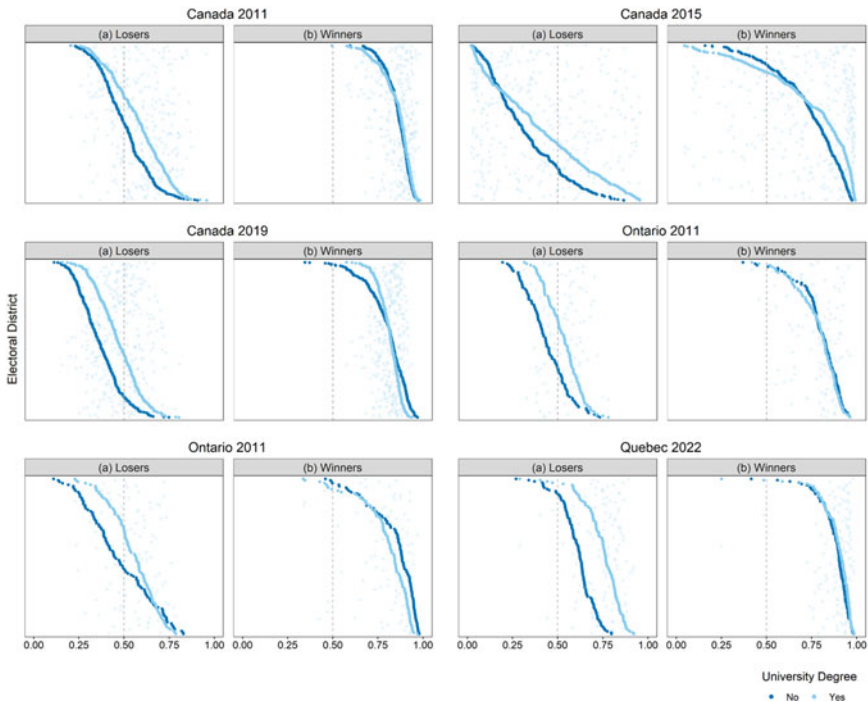 Canada 2011
Canada 2015
(a) Losers
(b) Winners
(a) Losers
(b) Winners
Canada 2019
Ontario 2011
(a) Losers
(b) Winners
(a) Losers
(b) Winners
Electoral District
Ontario 2011
Quebec 2022
(a) Losers
(b) Winners
(a) Losers
(b) Winners
0.00 0.25 0.50 0.75 1.00 0.00 0.25 0.50 0.75 1.00 0.00 0.25 0.50 0.75 1.00 0.00 0.25 0.50 0.75 1.00
University Degree
No Yes